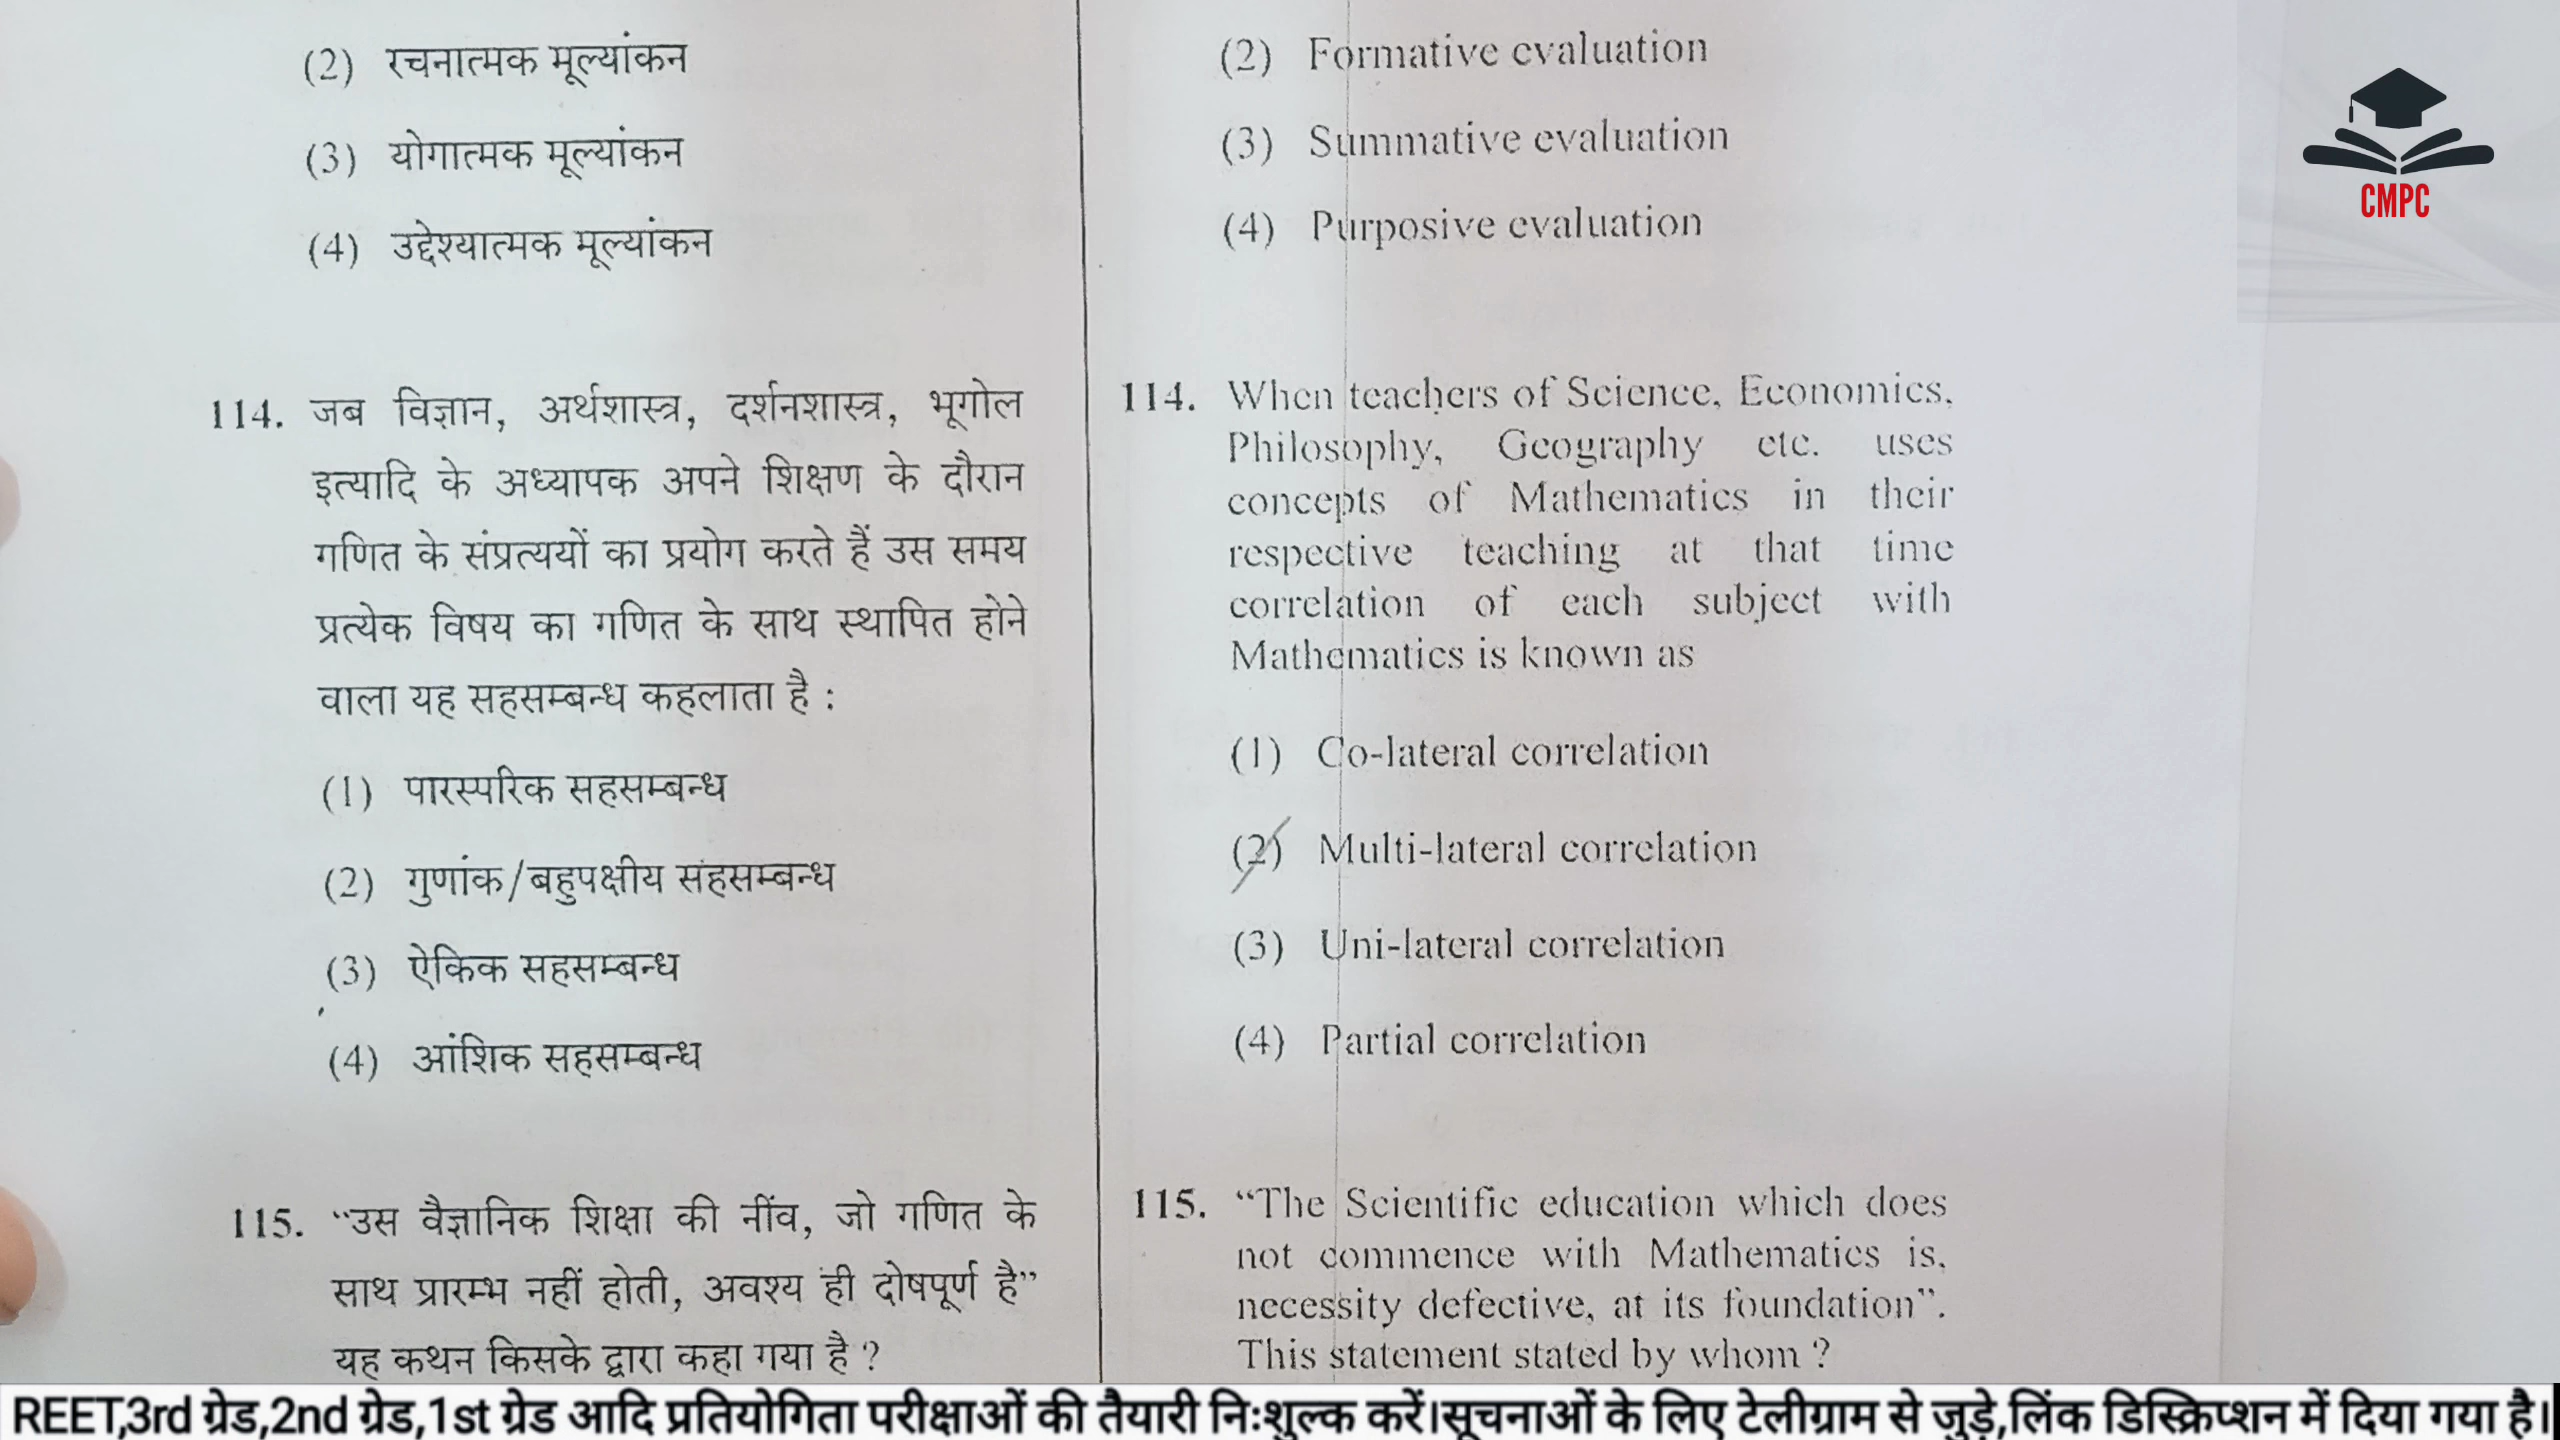 (2) रचनात्मक मूल्यांकन
(3) योगात्मक मूल्यांकन
(4) उद्देश्यात्मक मूल्यांकन
114. जब विज्ञान, अर्थशास्त्र, दर्शनशास्त्र, भूगोल
इत्यादि के अध्यापक अपने शिक्षण के दौरान
गणित के संप्रत्ययों का प्रयोग करते हैं उस समय
प्रत्येक विषय का गणित के साथ स्थापित होने
वाला यह सहसम्बन्ध कहलाता है :
(1) पारस्परिक सहसम्बन्ध
(2) गुणांक/बहुपक्षीय सहसम्बन्ध
(3) ऐकिक सहसम्बन्ध
(4) आंशिक सहसम्बन्ध
115. “उस वैज्ञानिक शिक्षा की नींव, जो गणित के
साथ प्रारम्भ नहीं होती, अवश्य ही दोषपूर्ण है”
यह कथन किसके द्वारा कहा गया है ?
(2) Formative evaluation
(3) Summative evaluation
(4) Purposive evaluation
114. When teachers of Science, Economics,
Philosophy, Geography etc. uses
concepts of Mathematics in their
respective teaching at that time
correlation of each subject with
Mathematics is known as
(1) Co-lateral correlation
(2) Multi-lateral correlation
(3) Uni-lateral correlation
(4) Partial correlation
115. “The Scientific education which does
not commence with Mathematics is,
necessity defective, at its foundation”.
This statement stated by whom ?
CMPC
REET,3rd ग्रेड,2nd ग्रेड,1st ग्रेड आदि प्रतियोगिता परीक्षाओं की तैयारी निःशुल्क करें।सूचनाओं के लिए टेलीग्राम से जुड़े,लिंक डिस्क्रिप्शन में दिया गया है।